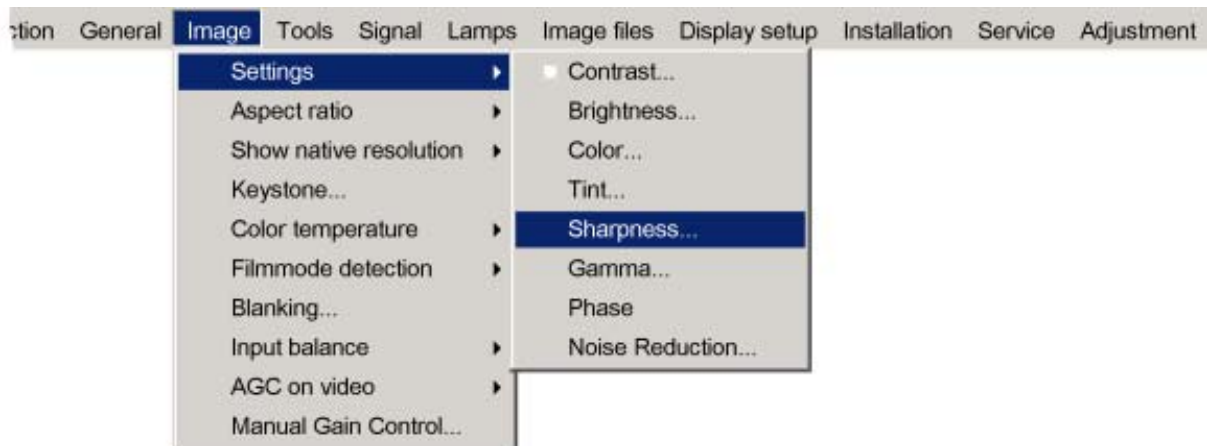 ction General Image Tools Signal Lamps Image files Display setup Installation Service Adjustment
Settings
Aspect ratio
Show native resolution
Keystone...
Color temperature
Filmmode detection
Blanking...
Input balance
AGC on video
Manual Gain Control...
Contrast...
Brightness...
Color...
Tint...
Sharpness...
Gamma...
Phase
Noise Reduction...